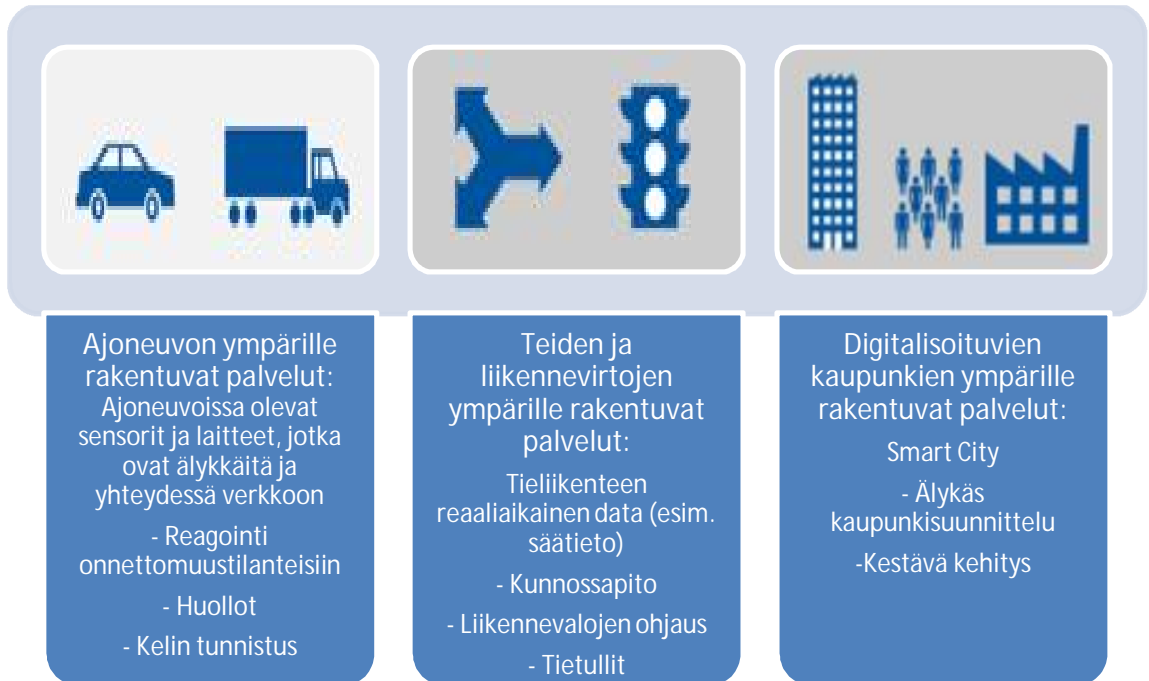 Ajoneuvon ympärille
rakentuvat palvelut:
Ajoneuvoissa olevat
sensorit ja laitteet, jotka
ovat älykkäitä ja
yhteydessä verkkoon
- Reagointi
onnettomuustilanteisiin
- Huollot
- Kelin tunnistus
Teiden ja
liikennevirtojen
ympärille rakentuvat
palvelut:
Tieliikenteen
reaaliaikainen data (esim.
säätieto)
- Kunnossapito
- Liikennevalojen ohjaus
- Tietullit
Digitalisoituvien
kaupunkien ympärille
rakentuvat palvelut:
Smart City
- Älykäs
kaupunkisuunnittelu
-Kestävä kehitys